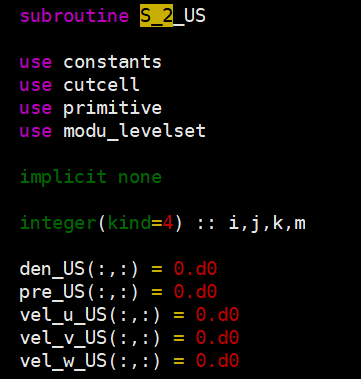 subroutine S_2_US
use constants
use cutcell
use primitive
use modu_levelset
implicit none
integer(kind=4) :: i,j,k,m
den_US(:,:) = 0.d0
pre_US(:,:) = 0.d0
vel_u_US(:,:) = 0.d0
vel_v_US(:,:) = 0.d0
vel_w_US(:,:) = 0.d0